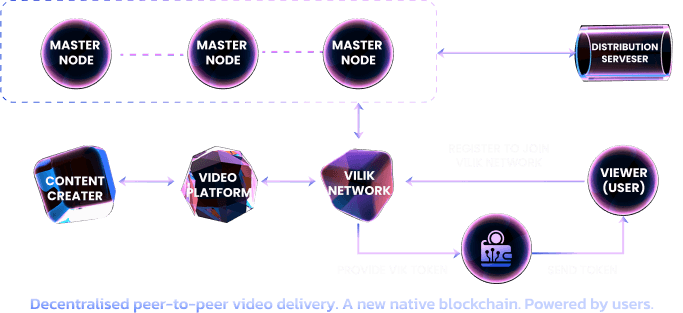 MASTER
NODE
MASTER
NODE
MASTER
NODE
DISTRIBUTION
SERVESER
CONTENT
CREATER
VIDEO
PLATFORM
VILIK
NETWORK
REGISTER TO JOIN
VILIK NETWORK
VIEWER
(USER)
PROVIDE VIK TOKEN
SEND TOKEN
Decentralised peer-to-peer video delivery. A new native blockchain. Powered by users.